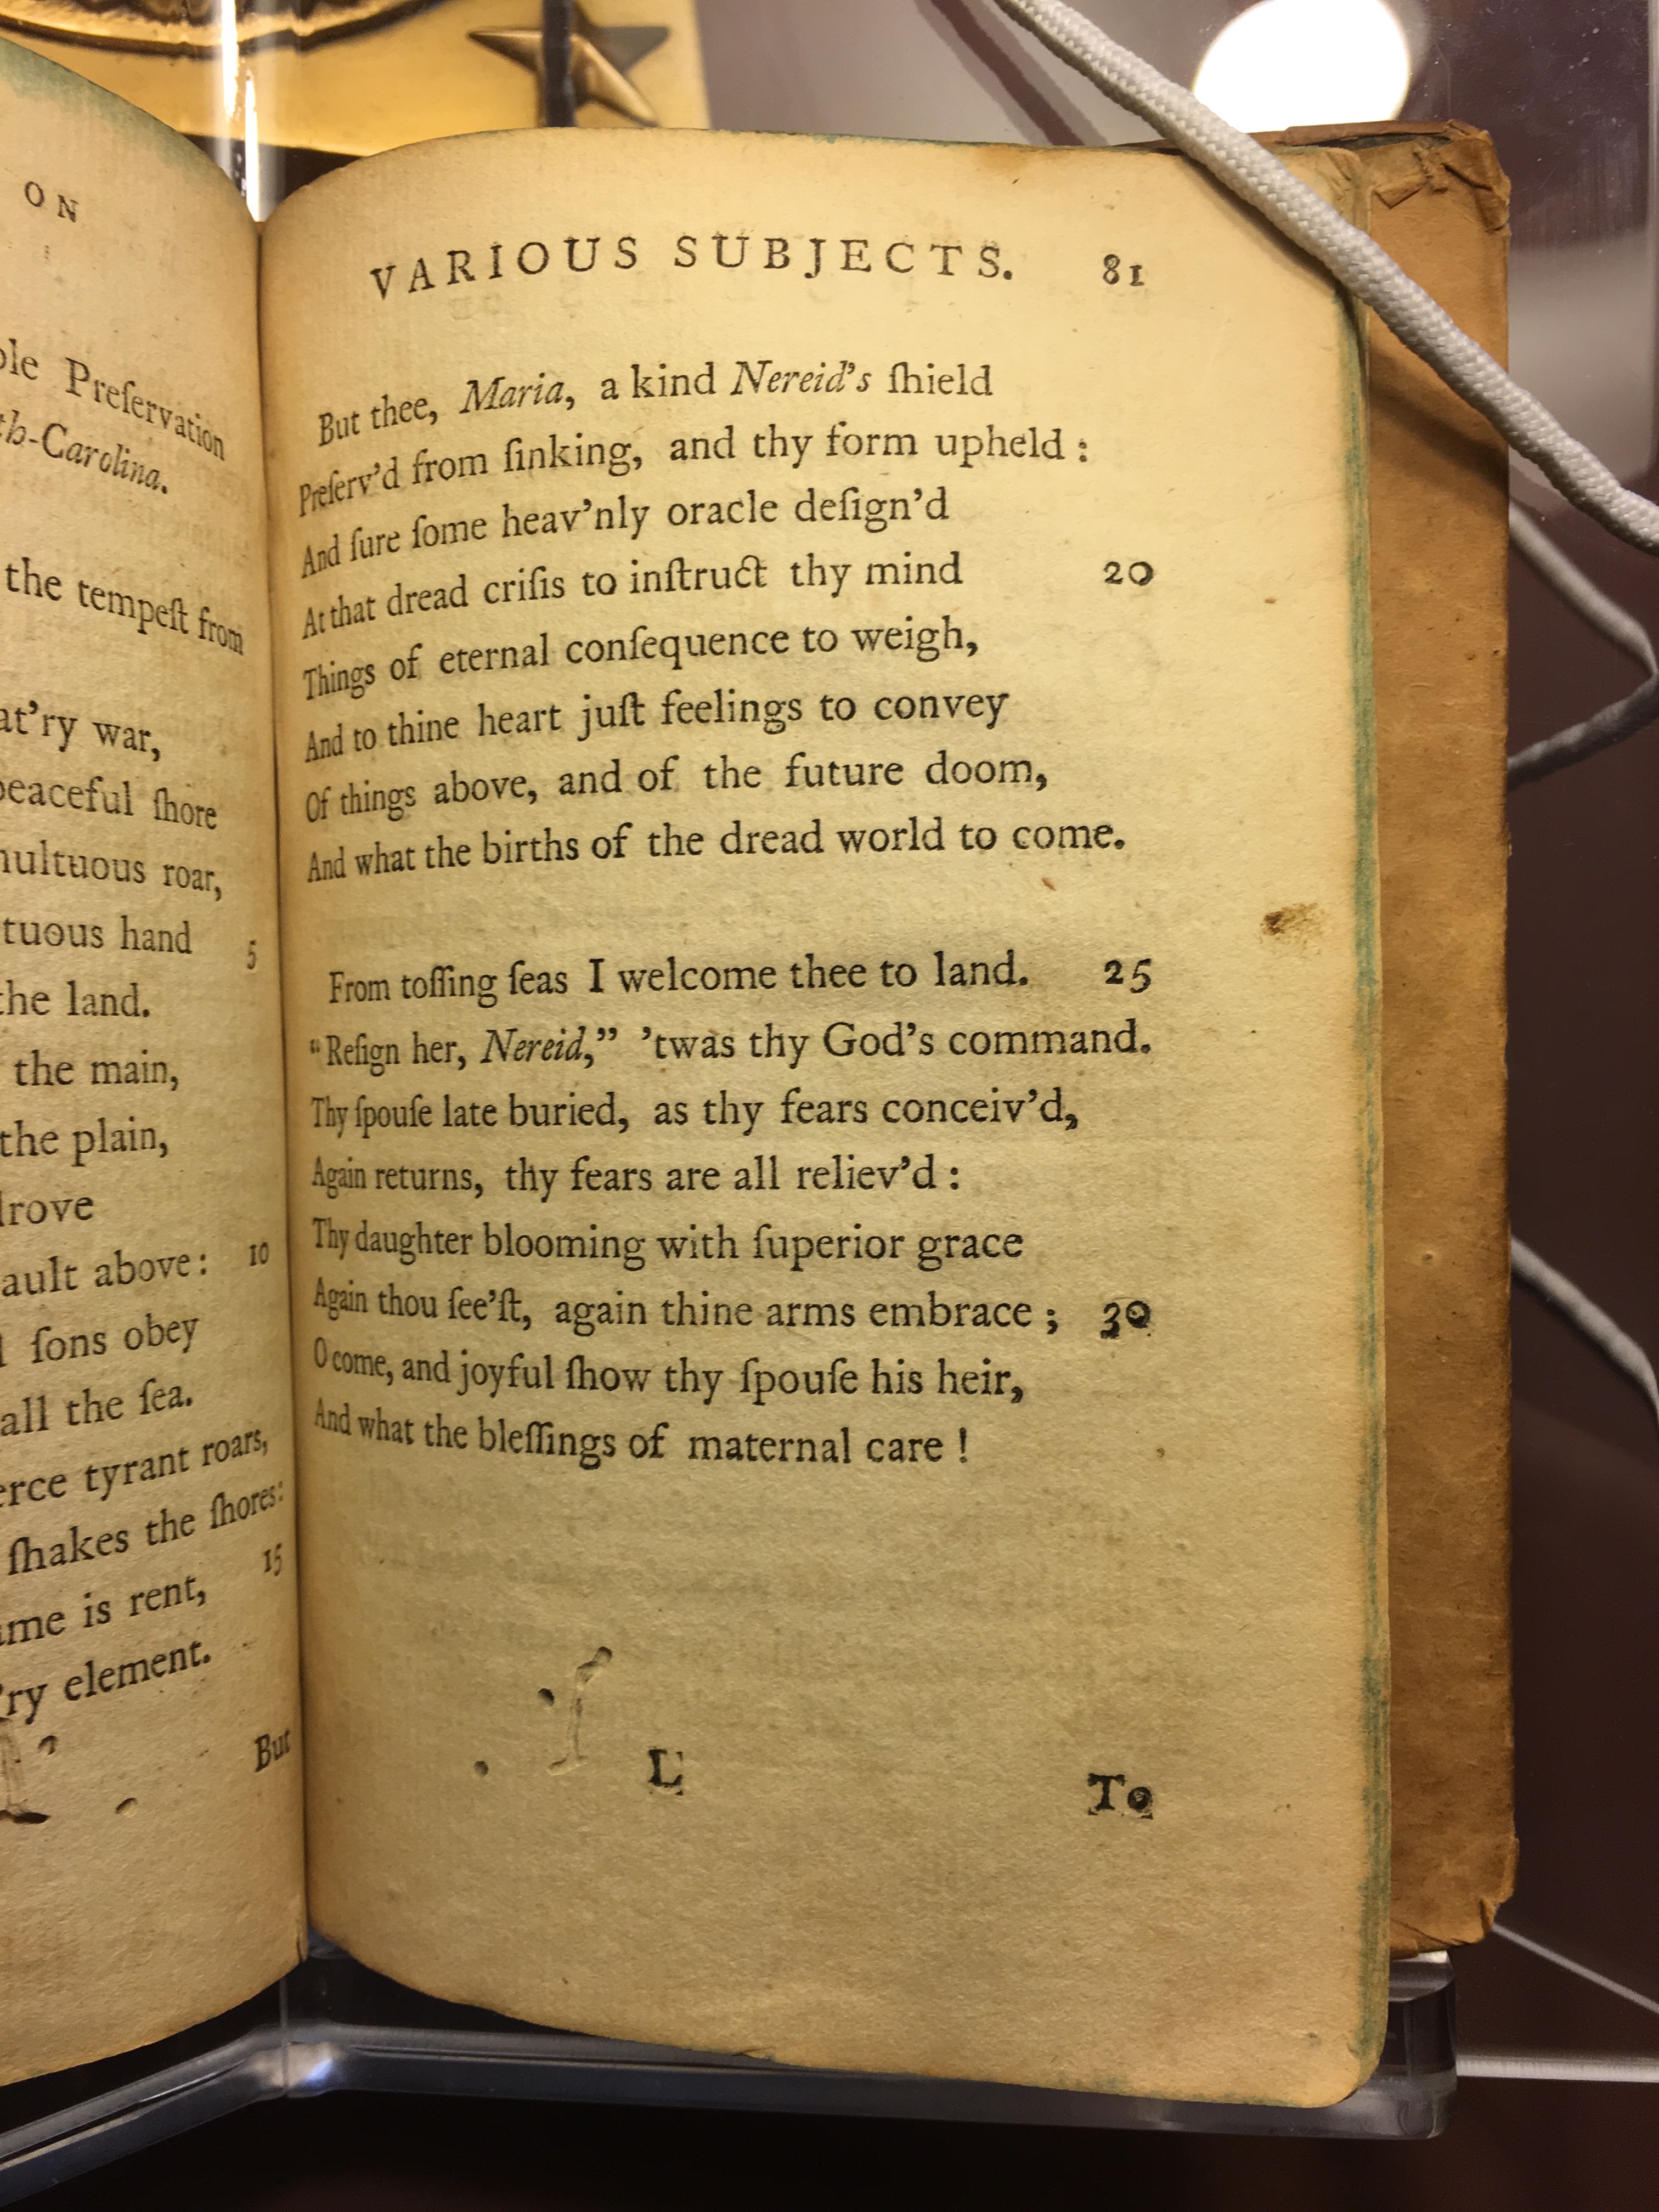 ON
Preſervation
th-Carolina.
the tempeſt from
at'ry war,
peaceful ſhore
multuous roar,
tuous hand 5
the land.
the main,
the plain,
drove
ault above: 10
ſons obey
all the ſea.
erce tyrant roars,
ſhakes the ſhores:
ame is rent, 15
'ry element.
But
VARIOUS SUBJECTS. 81
But thee, Maria, a kind Nereid's ſhield
Preſerv'd from ſinking, and thy form upheld :
And ſure ſome heav'nly oracle deſign'd
At that dread criſis to inſtruct thy mind 20
Things of eternal conſequence to weigh,
And to thine heart juſt feelings to convey
Of things above, and of the future doom,
And what the births of the dread world to come.
From toſſing ſeas I welcome thee to land. 25
“Reſign her, Nereid,” 'twas thy God's command.
Thy ſpouſe late buried, as thy fears conceiv'd,
Again returns, thy fears are all reliev'd :
Thy daughter blooming with ſuperior grace
Again thou ſee'ſt, again thine arms embrace ; 30
O come, and joyful ſhow thy ſpouſe his heir,
And what the bleſſings of maternal care !
L To